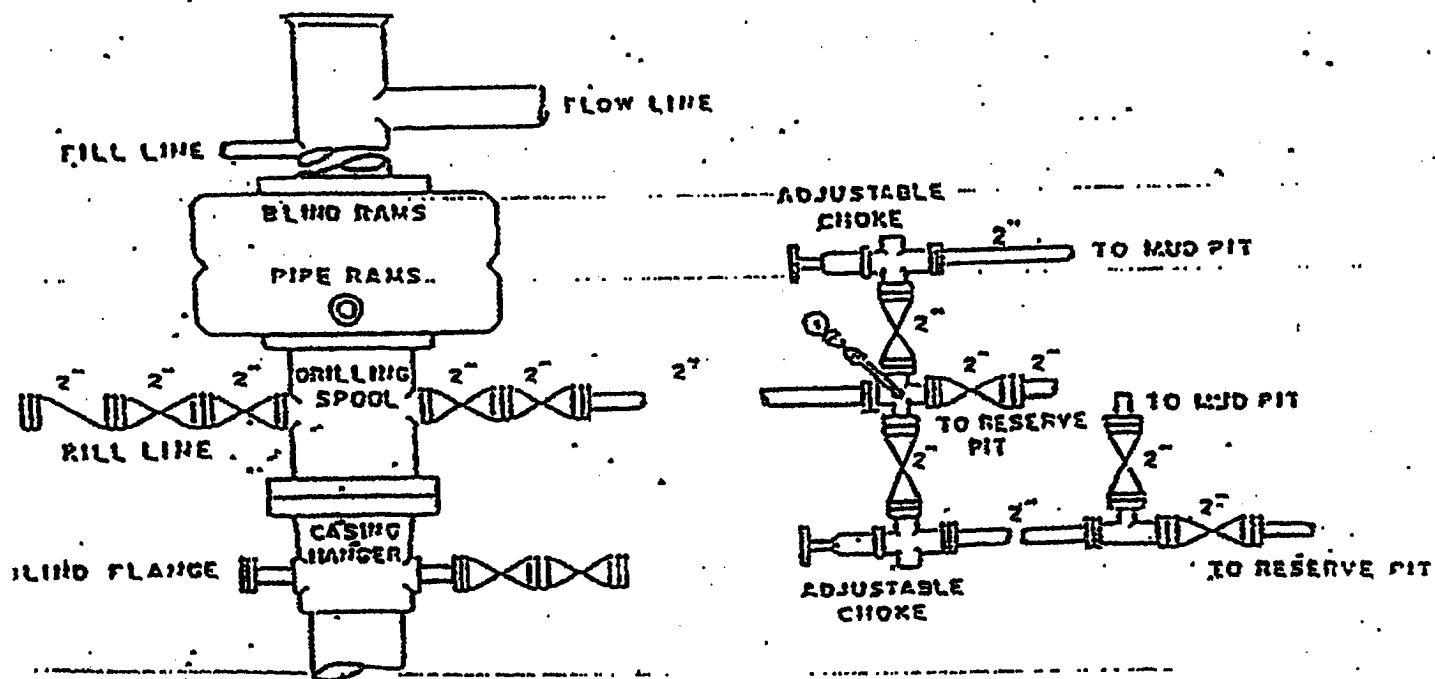 FLOW LINE
FILL LINE
BLIND RAMS
PIPE RAMS
2" 2" 2"
DRILLING
SPOOL
2" 2" 2"
KILL LINE
CASING
HANGER
BLIND FLANGE
ADJUSTABLE
CHOKE
2"
TO MUD PIT
2"
2" 2"
TO RESERVE
PIT
2"
TO MUD PIT
2"
2"
2"
TO RESERVE PIT
ADJUSTABLE
CHOKE